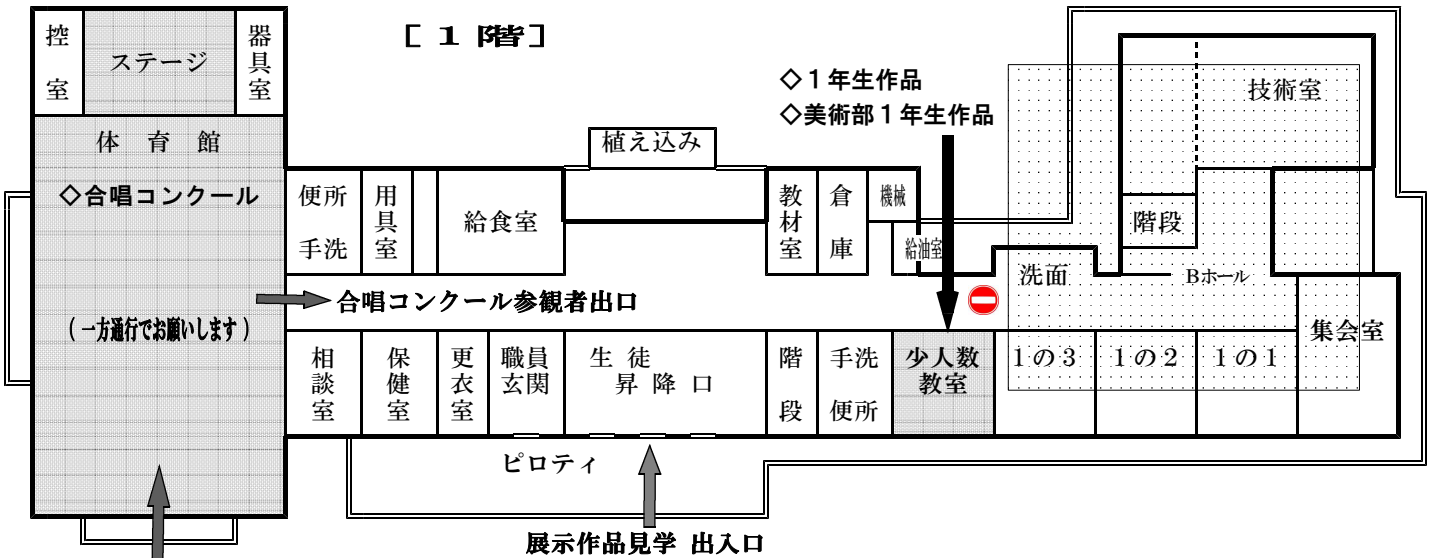 [ 1 階 ]
控室
ステージ
器具室
◇1年生作品
◇美術部1年生作品
技術室
体育館
植え込み
◇合唱コンクール
便所
手洗
用具室
給食室
教材室
倉庫
機械
給油室
階段
洗面
Bホール
合唱コンクール参観者出口
(一方通行でお願いします)
相談室
保健室
更衣室
職員
玄関
生徒
昇降口
階段
手洗
便所
少人数
教室
1の3
1の2
1の1
集会室
ピロティ
展示作品見学 出入口